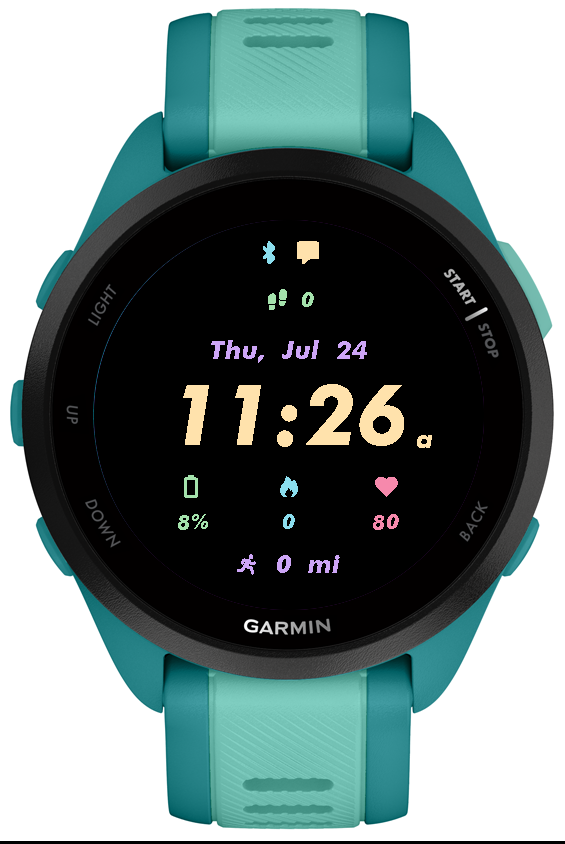 LIGHT
START
STOP
0
Thu, Jul 24
UP
11:26 a
8% 0 80
DOWN
BACK
0 mi
GARMIN